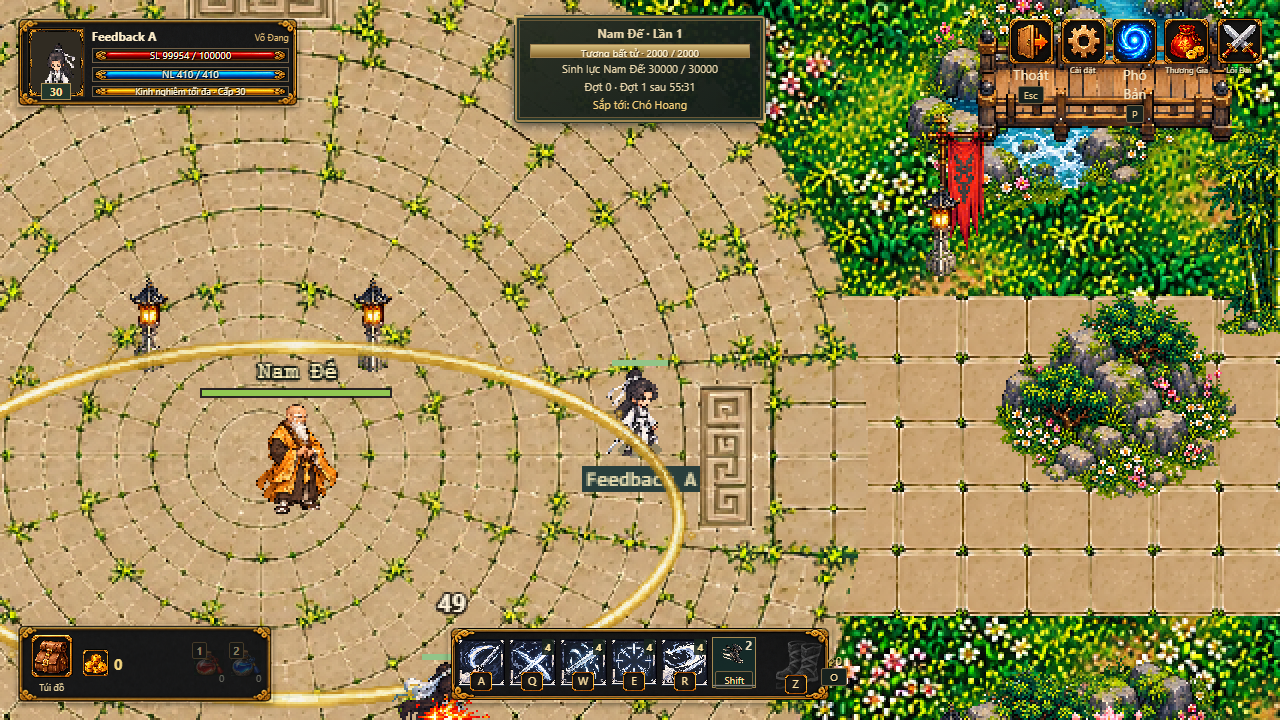 Feedback A
Võ Đang
SL 99954 / 100000
NL 410 / 410
Kinh nghiệm tối đa · Cấp 30
30
Nam Đế · Lần 1
Tượng bất tử · 2000 / 2000
Sinh lực Nam Đế: 30000 / 30000
Đợt 0 · Đợt 1 sau 55:31
Sắp tới: Chó Hoang
Thoát
Esc
Cài đặt
Phó Bản
P
Thương Gia
Lôi Đài
Nam Đế
Feedback A
49
Túi đồ
0
1
0
2
0
A
4
Q
4
W
4
E
4
R
2
Shift
Z
O